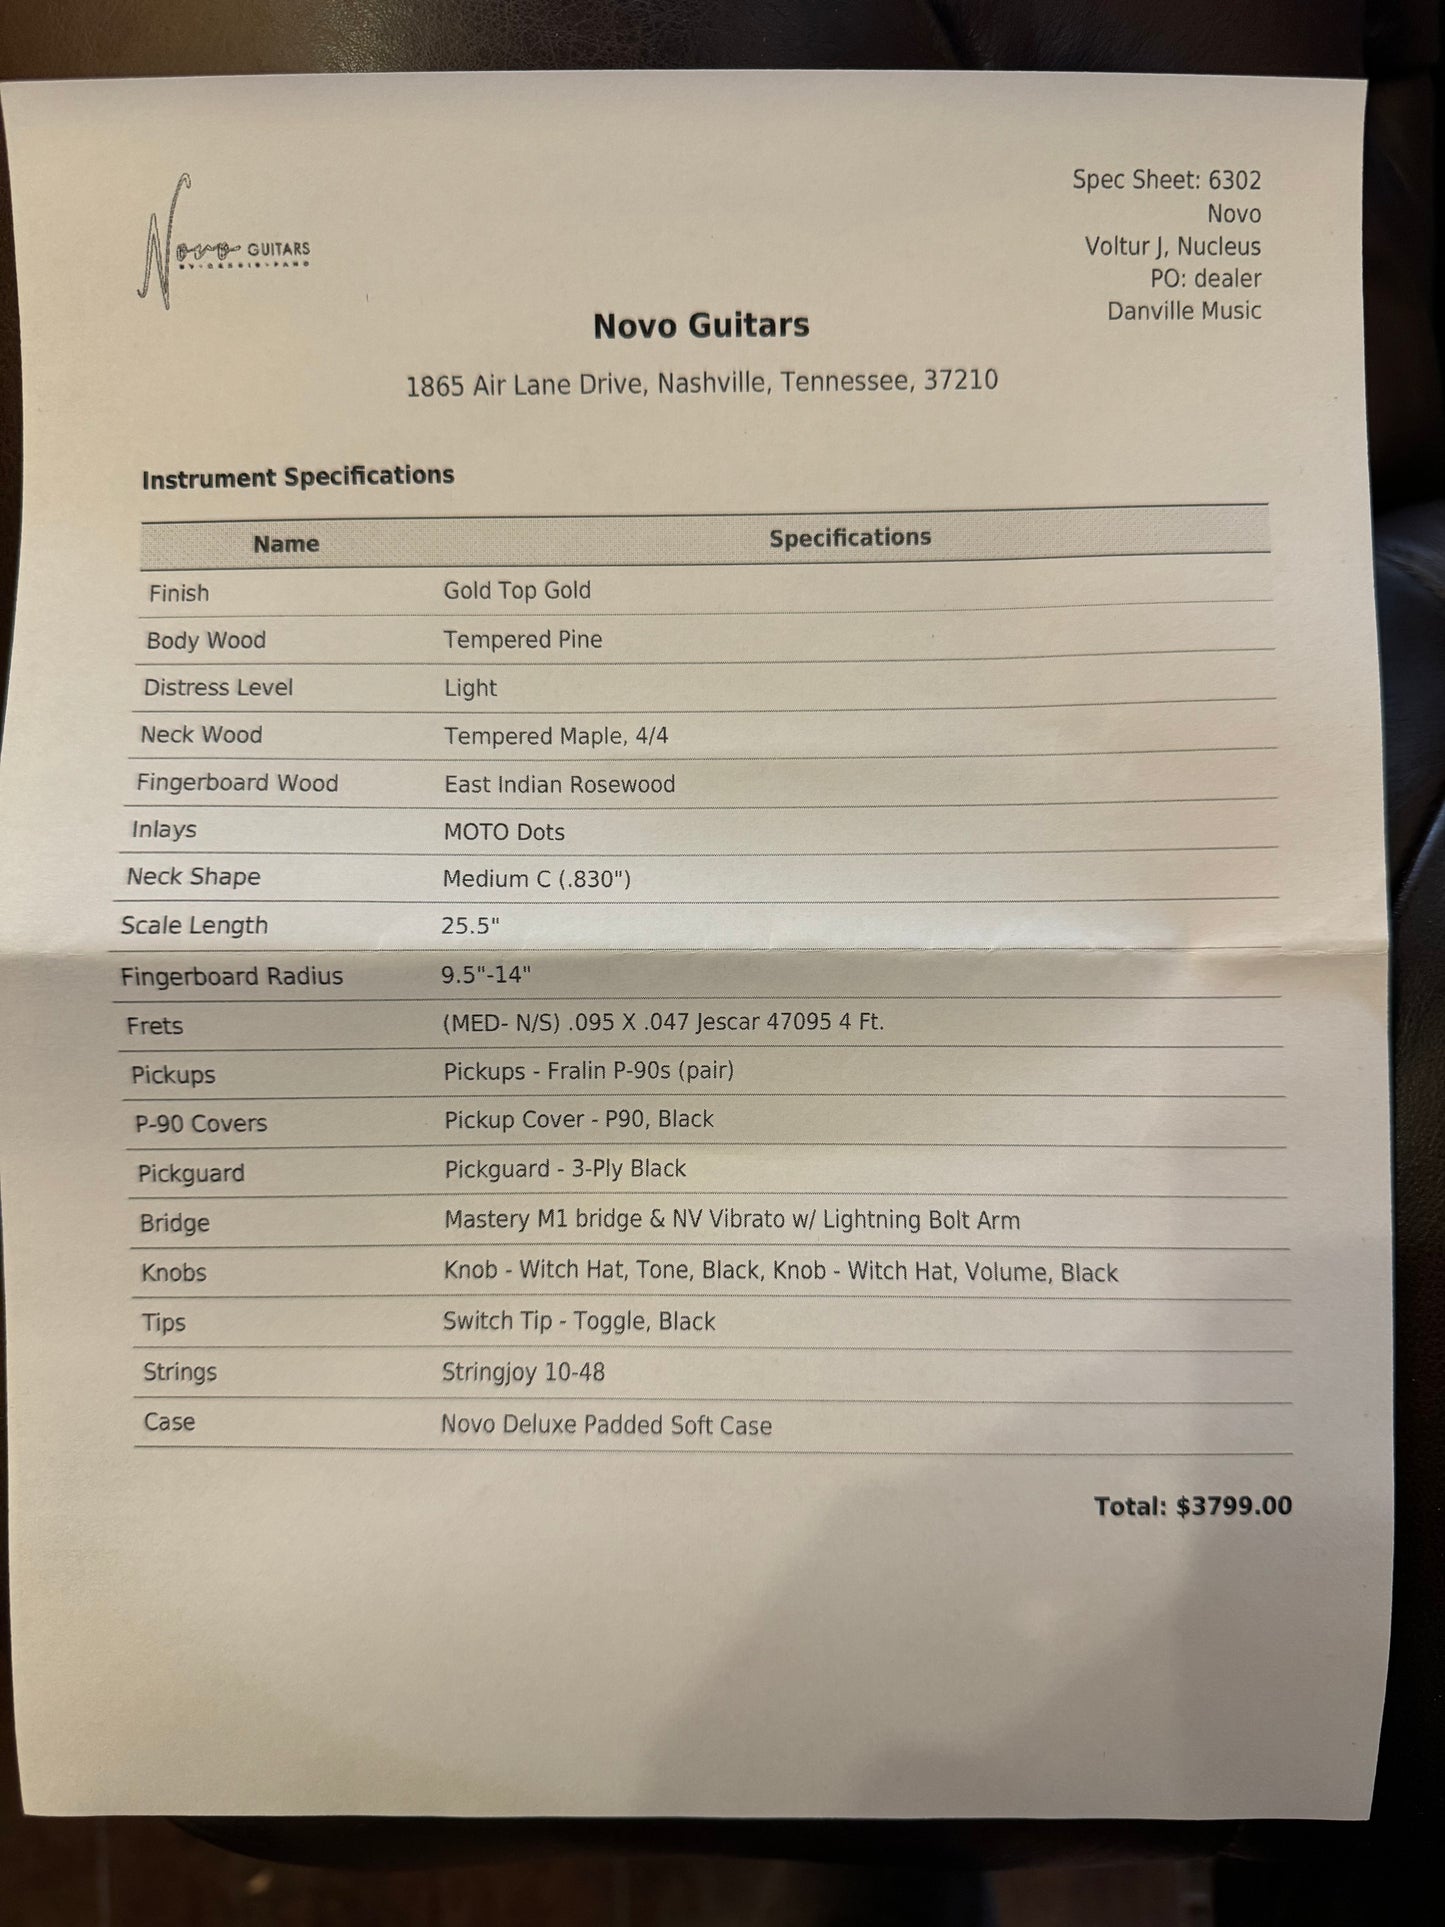 Novo GUITARS
BY·DENNIS·FANO
Spec Sheet: 6302
Novo
Voltur J, Nucleus
PO: dealer
Danville Music
Novo Guitars
1865 Air Lane Drive, Nashville, Tennessee, 37210
Instrument Specifications
Name Specifications
Finish Gold Top Gold
Body Wood Tempered Pine
Distress Level Light
Neck Wood Tempered Maple, 4/4
Fingerboard Wood East Indian Rosewood
Inlays MOTO Dots
Neck Shape Medium C (.830")
Scale Length 25.5"
Fingerboard Radius 9.5"-14"
Frets (MED- N/S) .095 X .047 Jescar 47095 4 Ft.
Pickups Pickups - Fralin P-90s (pair)
P-90 Covers Pickup Cover - P90, Black
Pickguard Pickguard - 3-Ply Black
Bridge Mastery M1 bridge & NV Vibrato w/ Lightning Bolt Arm
Knobs Knob - Witch Hat, Tone, Black, Knob - Witch Hat, Volume, Black
Tips Switch Tip - Toggle, Black
Strings Stringjoy 10-48
Case Novo Deluxe Padded Soft Case
Total: $3799.00